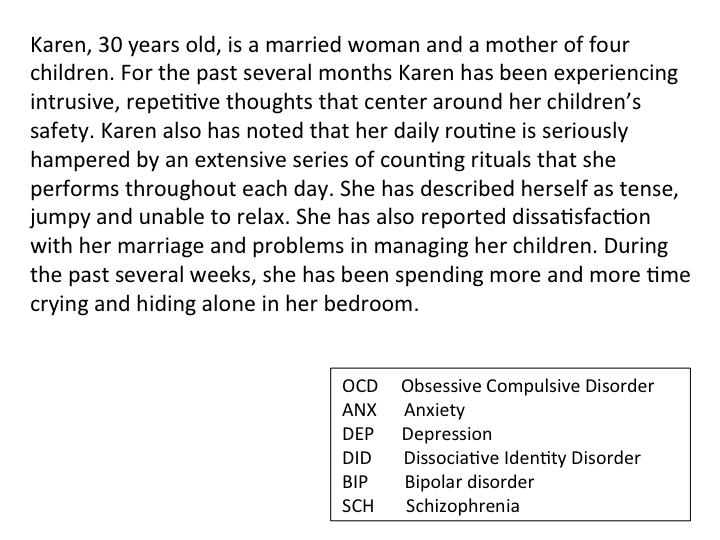 Karen, 30 years old, is a married woman and a mother of four
children. For the past several months Karen has been experiencing
intrusive, repetitive thoughts that center around her children’s
safety. Karen also has noted that her daily routine is seriously
hampered by an extensive series of counting rituals that she
performs throughout each day. She has described herself as tense,
jumpy and unable to relax. She has also reported dissatisfaction
with her marriage and problems in managing her children. During
the past several weeks, she has been spending more and more time
crying and hiding alone in her bedroom.
OCD Obsessive Compulsive Disorder
ANX Anxiety
DEP Depression
DID Dissociative Identity Disorder
BIP Bipolar disorder
SCH Schizophrenia